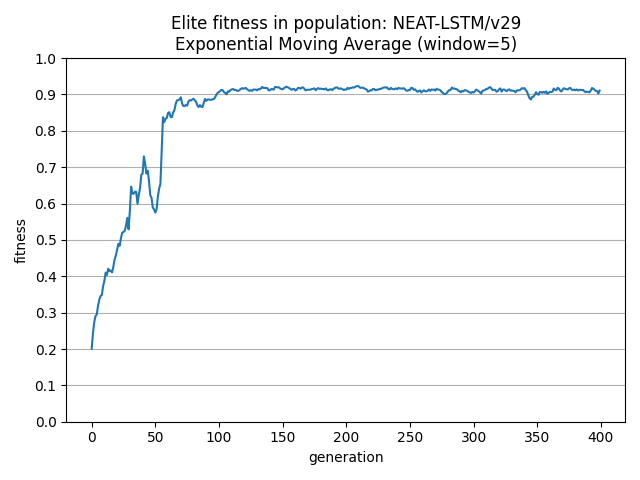 Elite fitness in population: NEAT-LSTM/v29
Exponential Moving Average (window=5)
1.0
0.9
0.8
0.7
0.6
0.5
0.4
0.3
0.2
0.1
0.0
fitness
0 50 100 150 200 250 300 350 400
generation